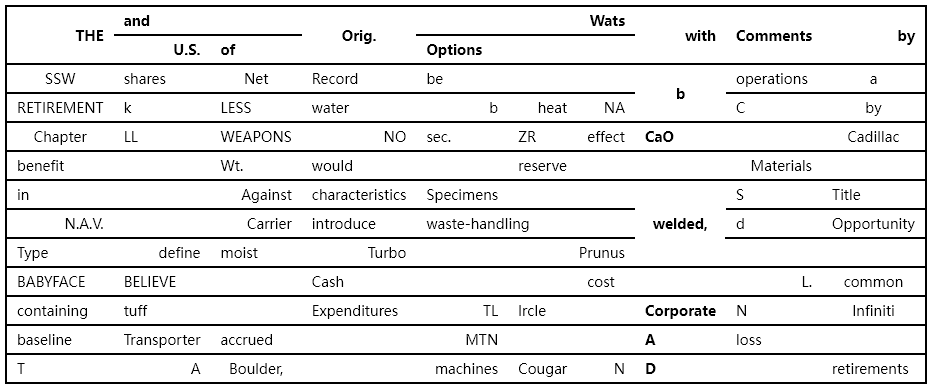 and Wats
THE Orig. with Comments by
U.S. of Options
SSW shares Net Record be operations a
b
RETIREMENT k LESS water b heat NA C by
Chapter LL WEAPONS NO sec. ZR effect CaO Cadillac
benefit Wt. would reserve Materials
in Against characteristics Specimens S Title
N.A.V. Carrier introduce waste-handling welded, d Opportunity
Type define moist Turbo Prunus
BABYFACE BELIEVE Cash cost L. common
containing tuff Expenditures TL Ircle Corporate N Infiniti
baseline Transporter accrued MTN A loss
T A Boulder, machines Cougar N D retirements